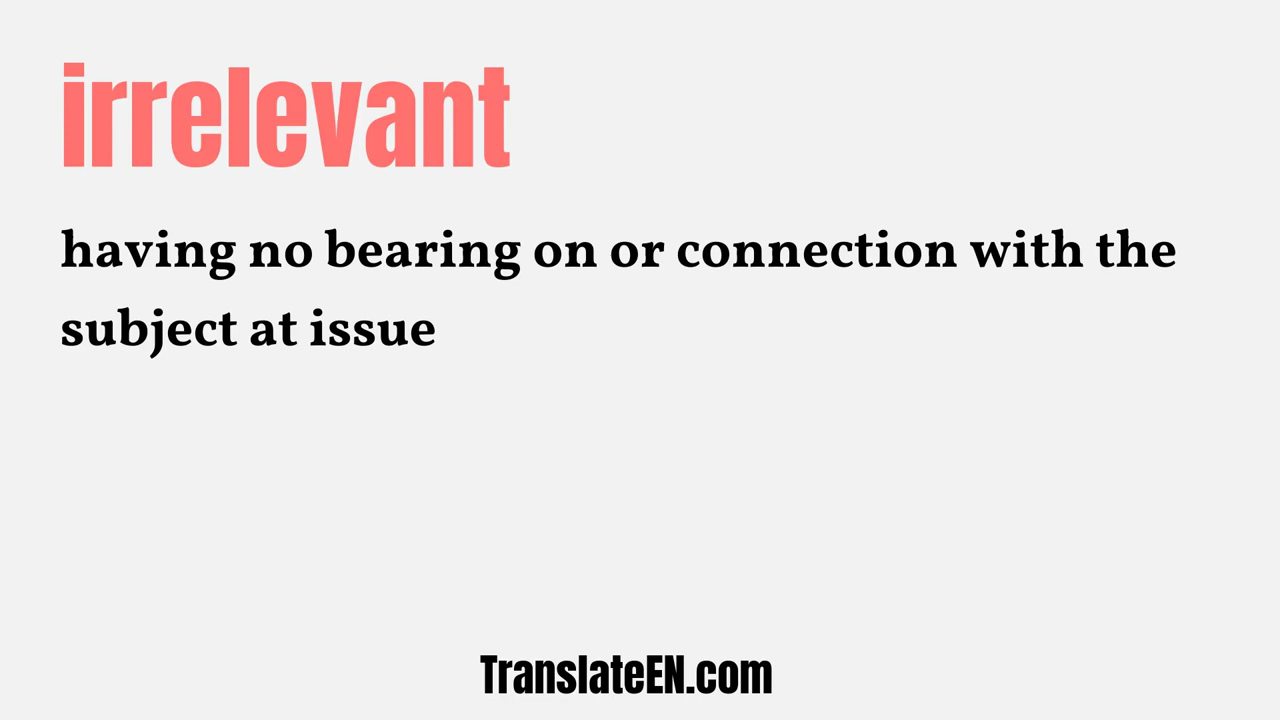 irrelevant
having no bearing on or connection with the
subject at issue
TranslateEN.com